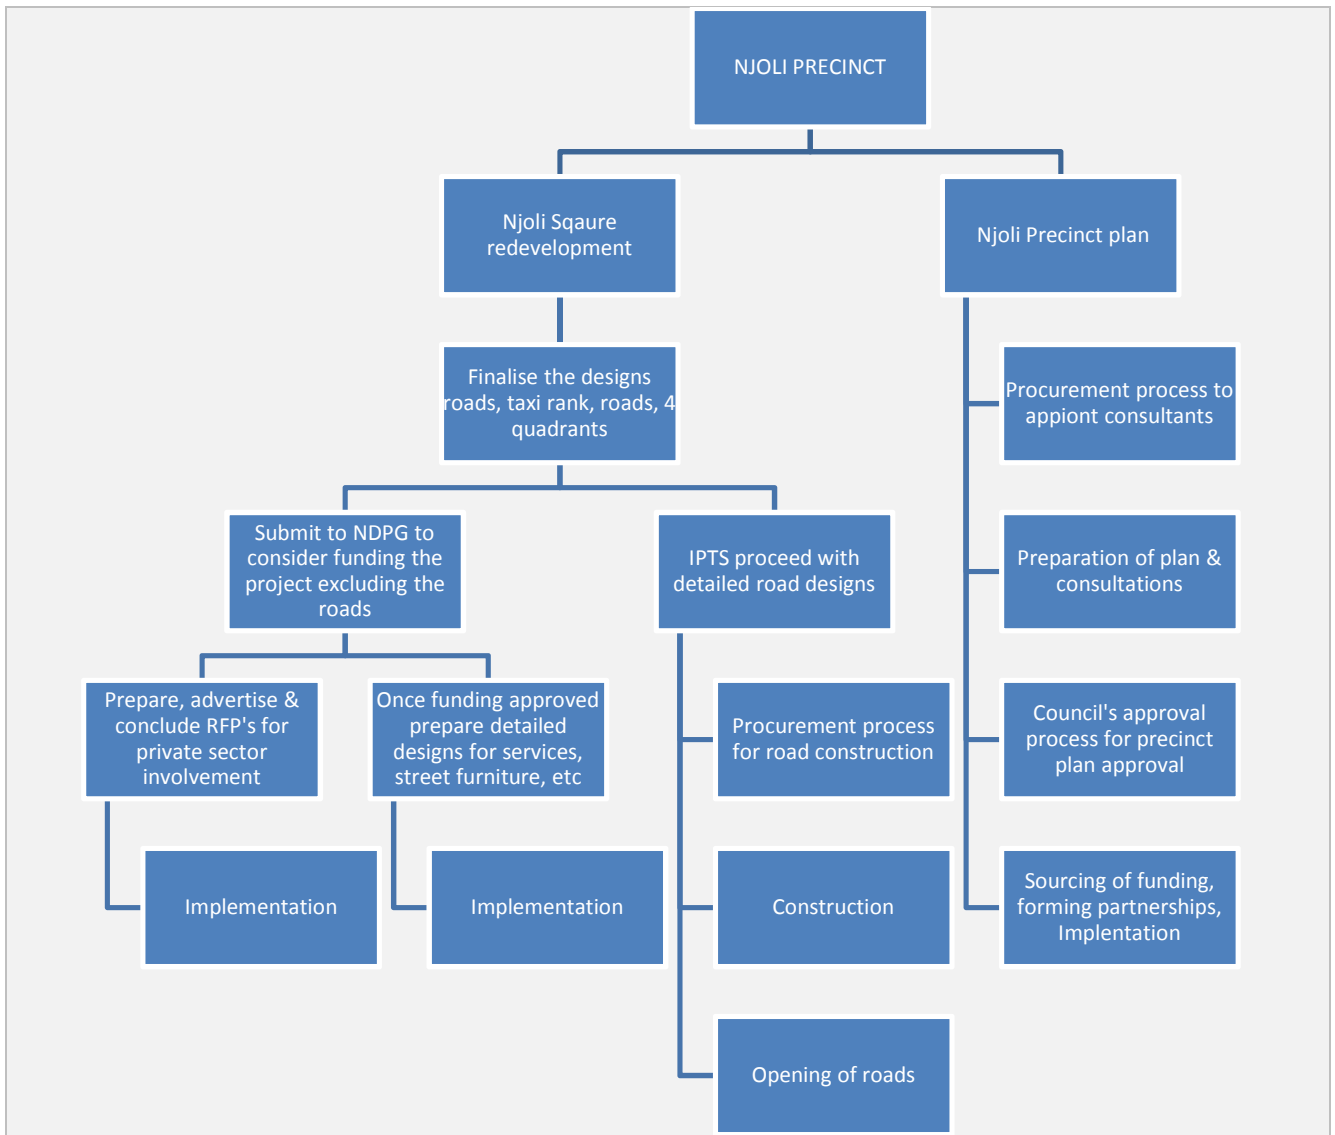 NJOLI PRECINCT
Njoli Sqaure
redevelopment
Njoli Precinct plan
Finalise the designs
roads, taxi rank, roads, 4
quadrants
Procurement process to
appiont consultants
Submit to NDPG to
consider funding the
project excluding the
roads
IPTS proceed with
detailed road designs
Preparation of plan &
consultations
Prepare, advertise &
conclude RFP's for
private sector
involvement
Once funding approved
prepare detailed
designs for services,
street furniture, etc
Procurement process
for road construction
Council's approval
process for precinct
plan approval
Implementation
Implementation
Construction
Sourcing of funding,
forming partnerships,
Implentation
Opening of roads